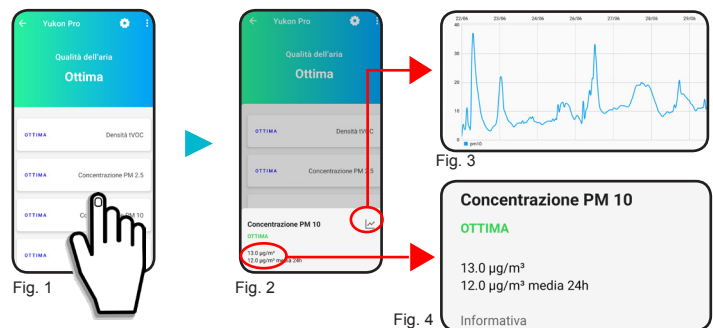 Yukon Pro
Qualità dell'aria
Ottima
OTTIMA Densità tVOC
OTTIMA Concentrazione PM 2.5
OTTIMA PM 10
OTTIMA
Fig. 1
Yukon Pro
Qualità dell'aria
Ottima
OTTIMA Densità tVOC
OTTIMA Concentrazione PM 2.5
Concentrazione PM 10
OTTIMA
13.0 µg/m³
12.0 µg/m³ media 24h
Fig. 2
22/06 23/06 24/06 25/06 26/06 27/06 28/06 29/06
40
30
20
10
0
pm10
Fig. 3
Concentrazione PM 10
OTTIMA
13.0 µg/m³
12.0 µg/m³ media 24h
Informativa
Fig. 4